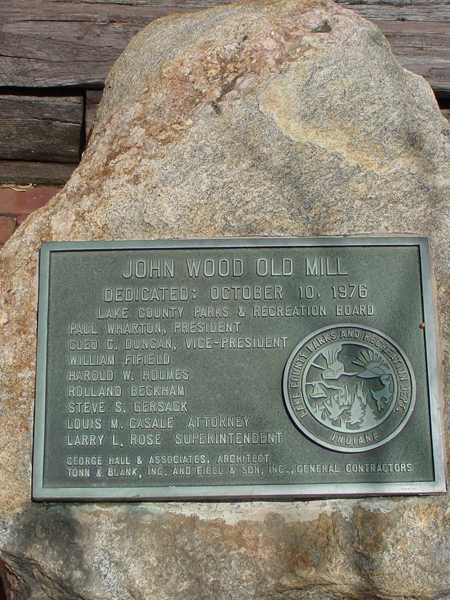 JOHN WOOD OLD MILL
DEDICATED: OCTOBER 10, 1976
LAKE COUNTY PARKS & RECREATION BOARD
PAUL WHARTON, PRESIDENT
CLEO C. DUNCAN, VICE-PRESIDENT
WILLIAM FIFIELD
HAROLD W. HOLMES
ROLLAND BECKHAM
STEVE S. GERSACK
LOUIS M. CASALE ATTORNEY
LARRY L. ROSE SUPERINTENDENT
GEORGE HALL & ASSOCIATES, ARCHITECT
TONN & BLANK, INC. AND EIBEL & SON, INC., GENERAL CONTRACTORS
LAKE COUNTY PARKS AND RECREATION DEPT.
INDIANA